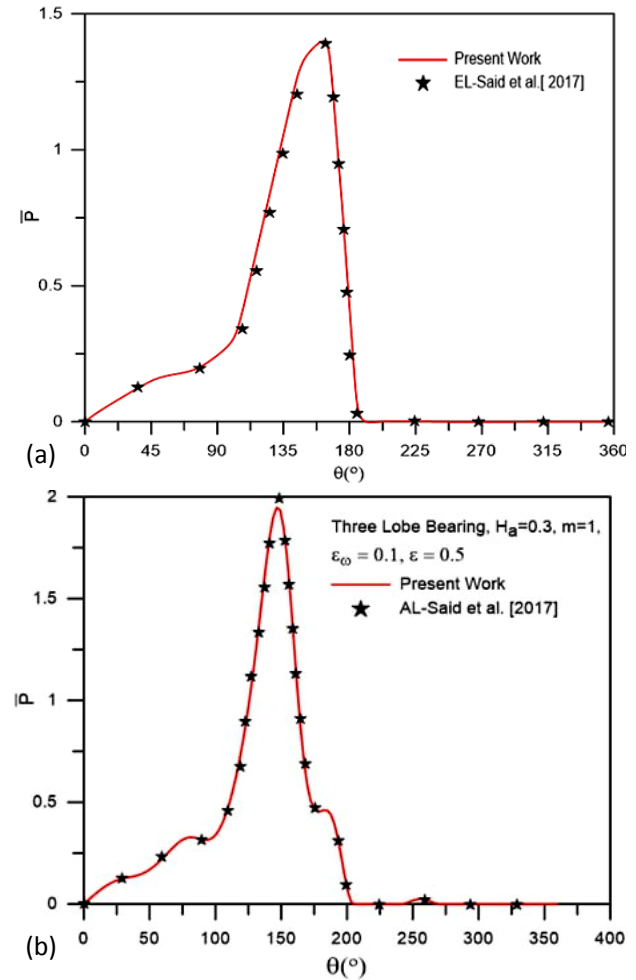 1.5
Present Work
EL-Said et al.[ 2017]
1
P̅
0.5
0
0 45 90 135 180 225 270 315 360
(a)
θ(°)
2
Three Lobe Bearing, Hₐ=0.3, m=1,
ε_ω = 0.1, ε = 0.5
Present Work
AL-Said et al. [2017]
1.5
P̅
1
0.5
0
0 50 100 150 200 250 300 350 400
(b)
θ(°)